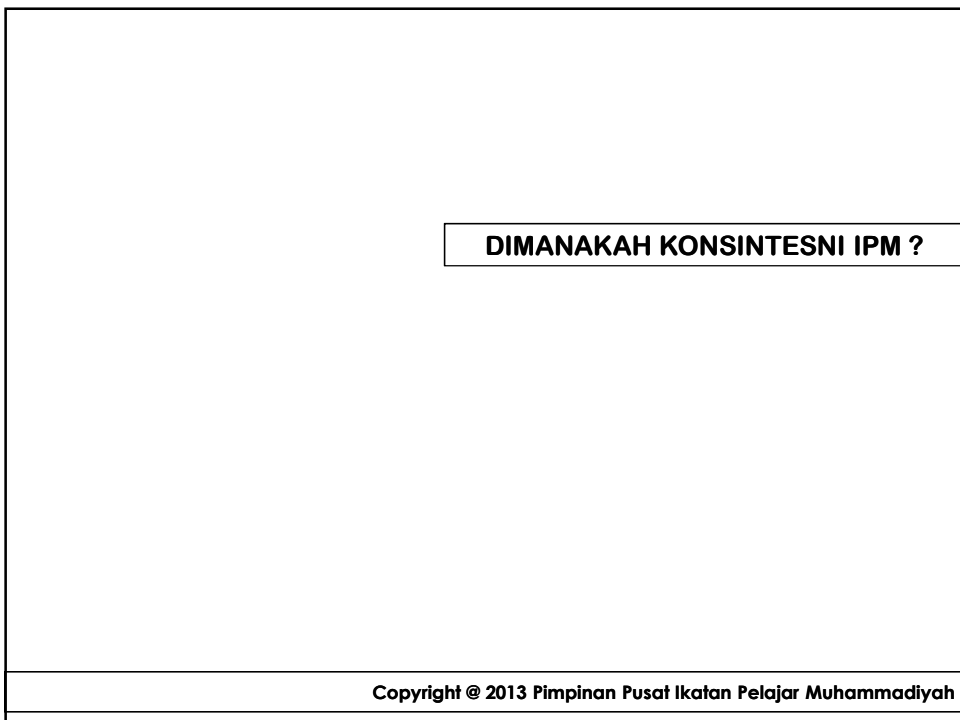 DIMANAKAH KONSINTESNI IPM ?
Copyright @ 2013 Pimpinan Pusat Ikatan Pelajar Muhammadiyah